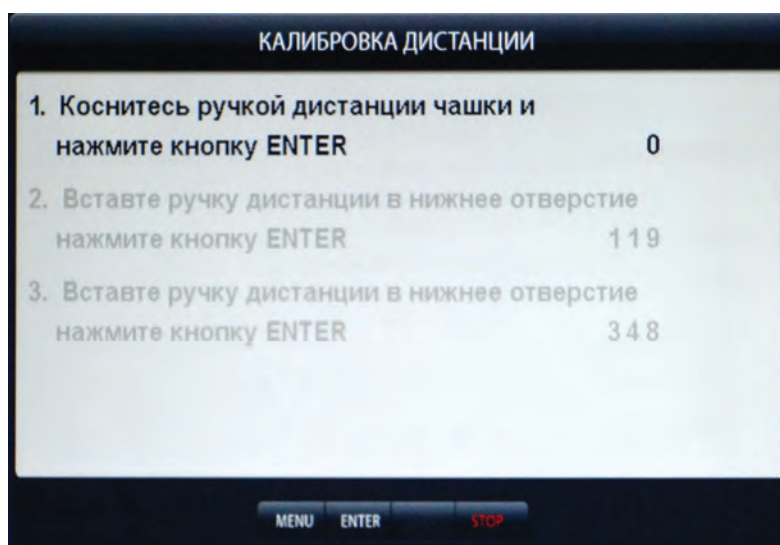 КАЛИБРОВКА ДИСТАНЦИИ
1. Коснитесь ручкой дистанции чашки и
нажмите кнопку ENTER 0
2. Вставте ручку дистанции в нижнее отверстие
нажмите кнопку ENTER 119
3. Вставте ручку дистанции в нижнее отверстие
нажмите кнопку ENTER 348
MENU ENTER STOP